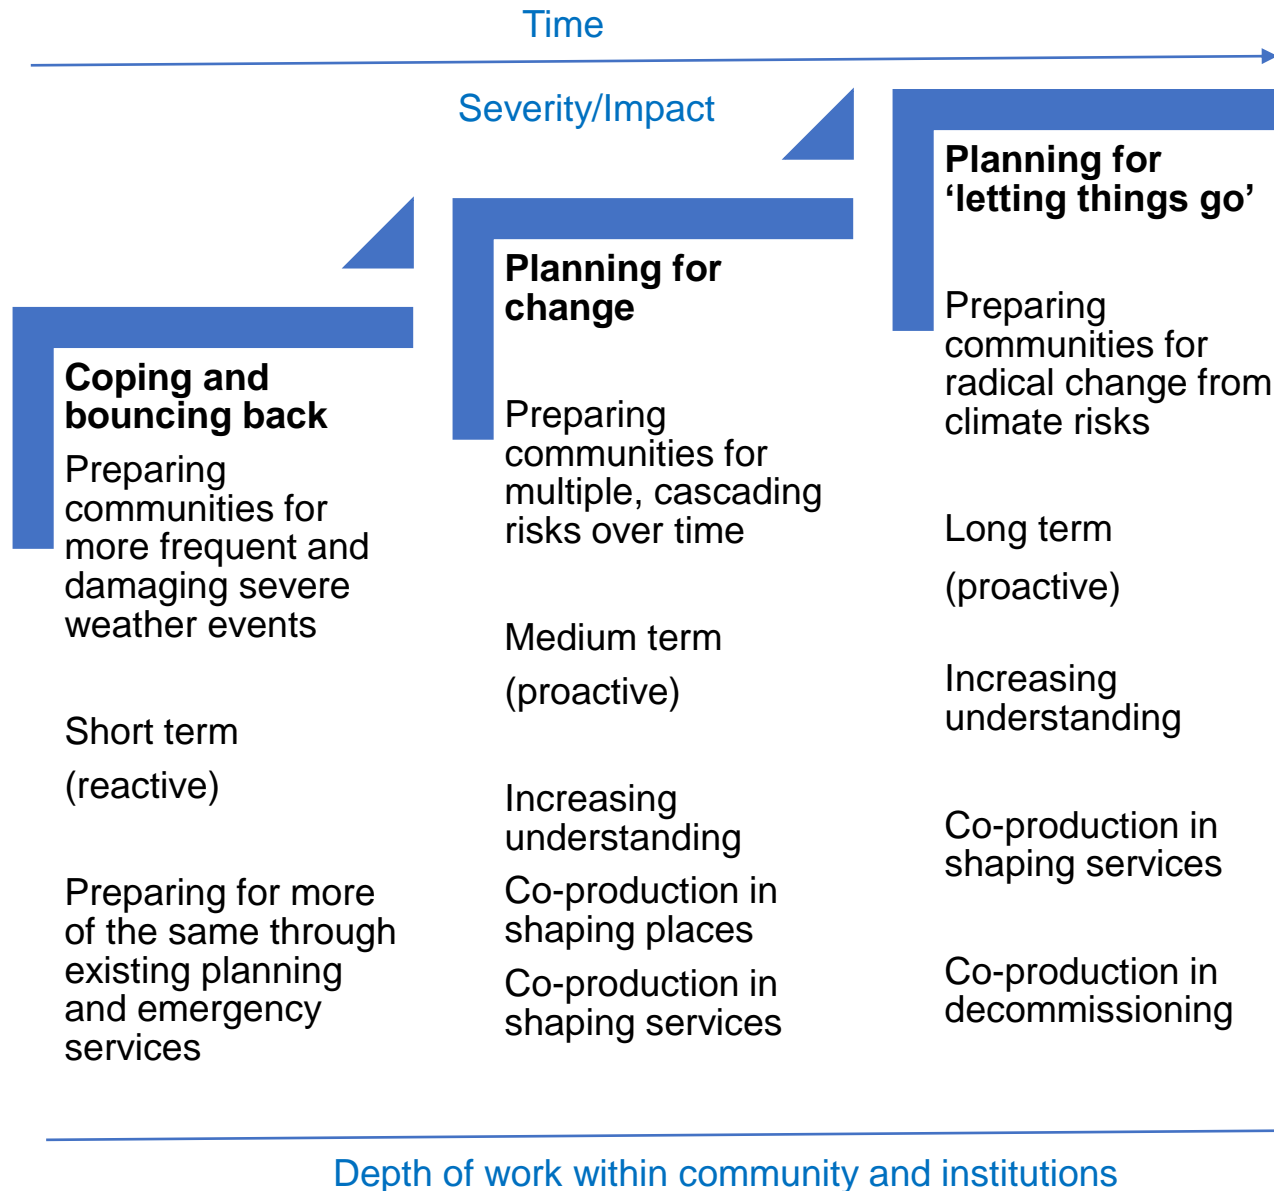 Time
Severity/Impact
Coping and
bouncing back
Preparing
communities for
more frequent and
damaging severe
weather events
Short term
(reactive)
Preparing for more
of the same through
existing planning
and emergency
services
Planning for
change
Preparing
communities for
multiple, cascading
risks over time
Medium term
(proactive)
Increasing
understanding
Co-production in
shaping places
Co-production in
shaping services
Planning for
‘letting things go’
Preparing
communities for
radical change from
climate risks
Long term
(proactive)
Increasing
understanding
Co-production in
shaping services
Co-production in
decommissioning
Depth of work within community and institutions